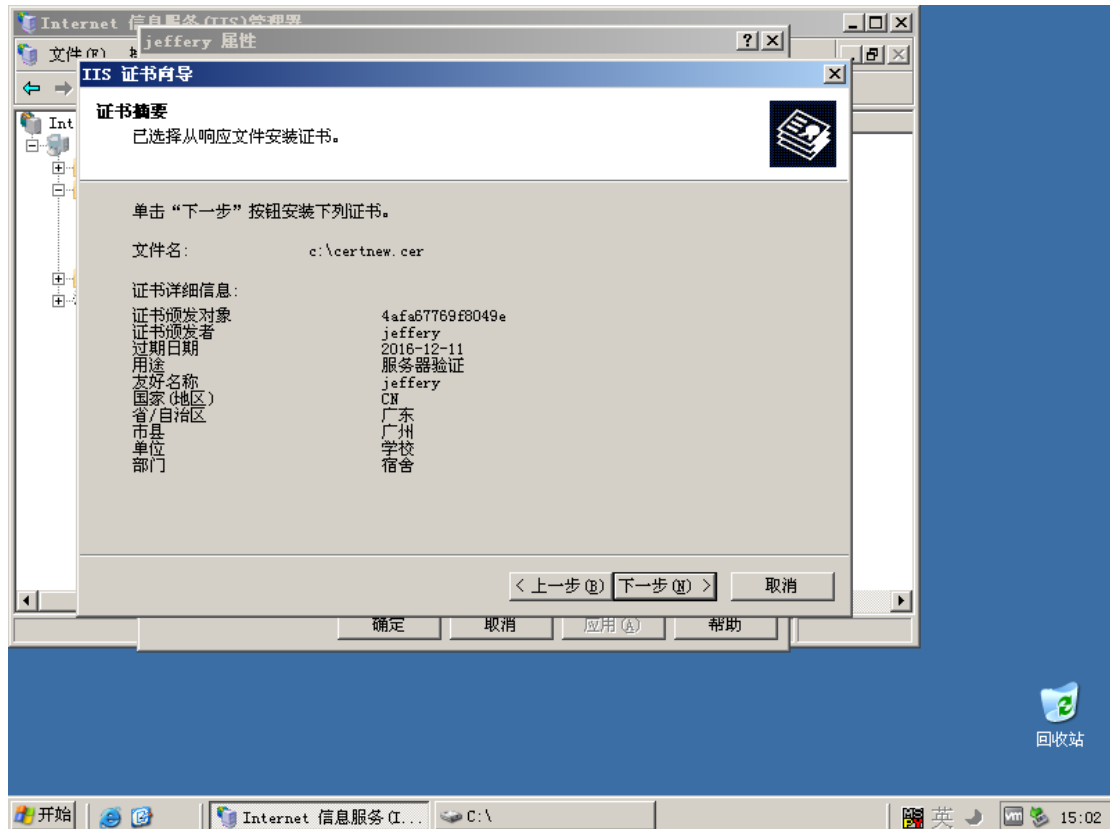 Internet 信息服务(IIS)管理器
jeffery 属性
文件(F)
IIS 证书向导
证书摘要
已选择从响应文件安装证书。
Int
单击“下一步”按钮安装下列证书。
文件名: c:\certnew.cer
证书详细信息:
证书颁发对象 4afa67769f8049e
证书颁发者 jeffery
过期日期 2016-12-11
用途 服务器验证
友好名称 jeffery
国家(地区) CN
省/自治区 广东
市县 广州
单位 学校
部门 宿舍
< 上一步(B) 下一步(N) > 取消
确定 取消 应用(A) 帮助
回收站
开始 Internet 信息服务(I... C:\ 英 15:02